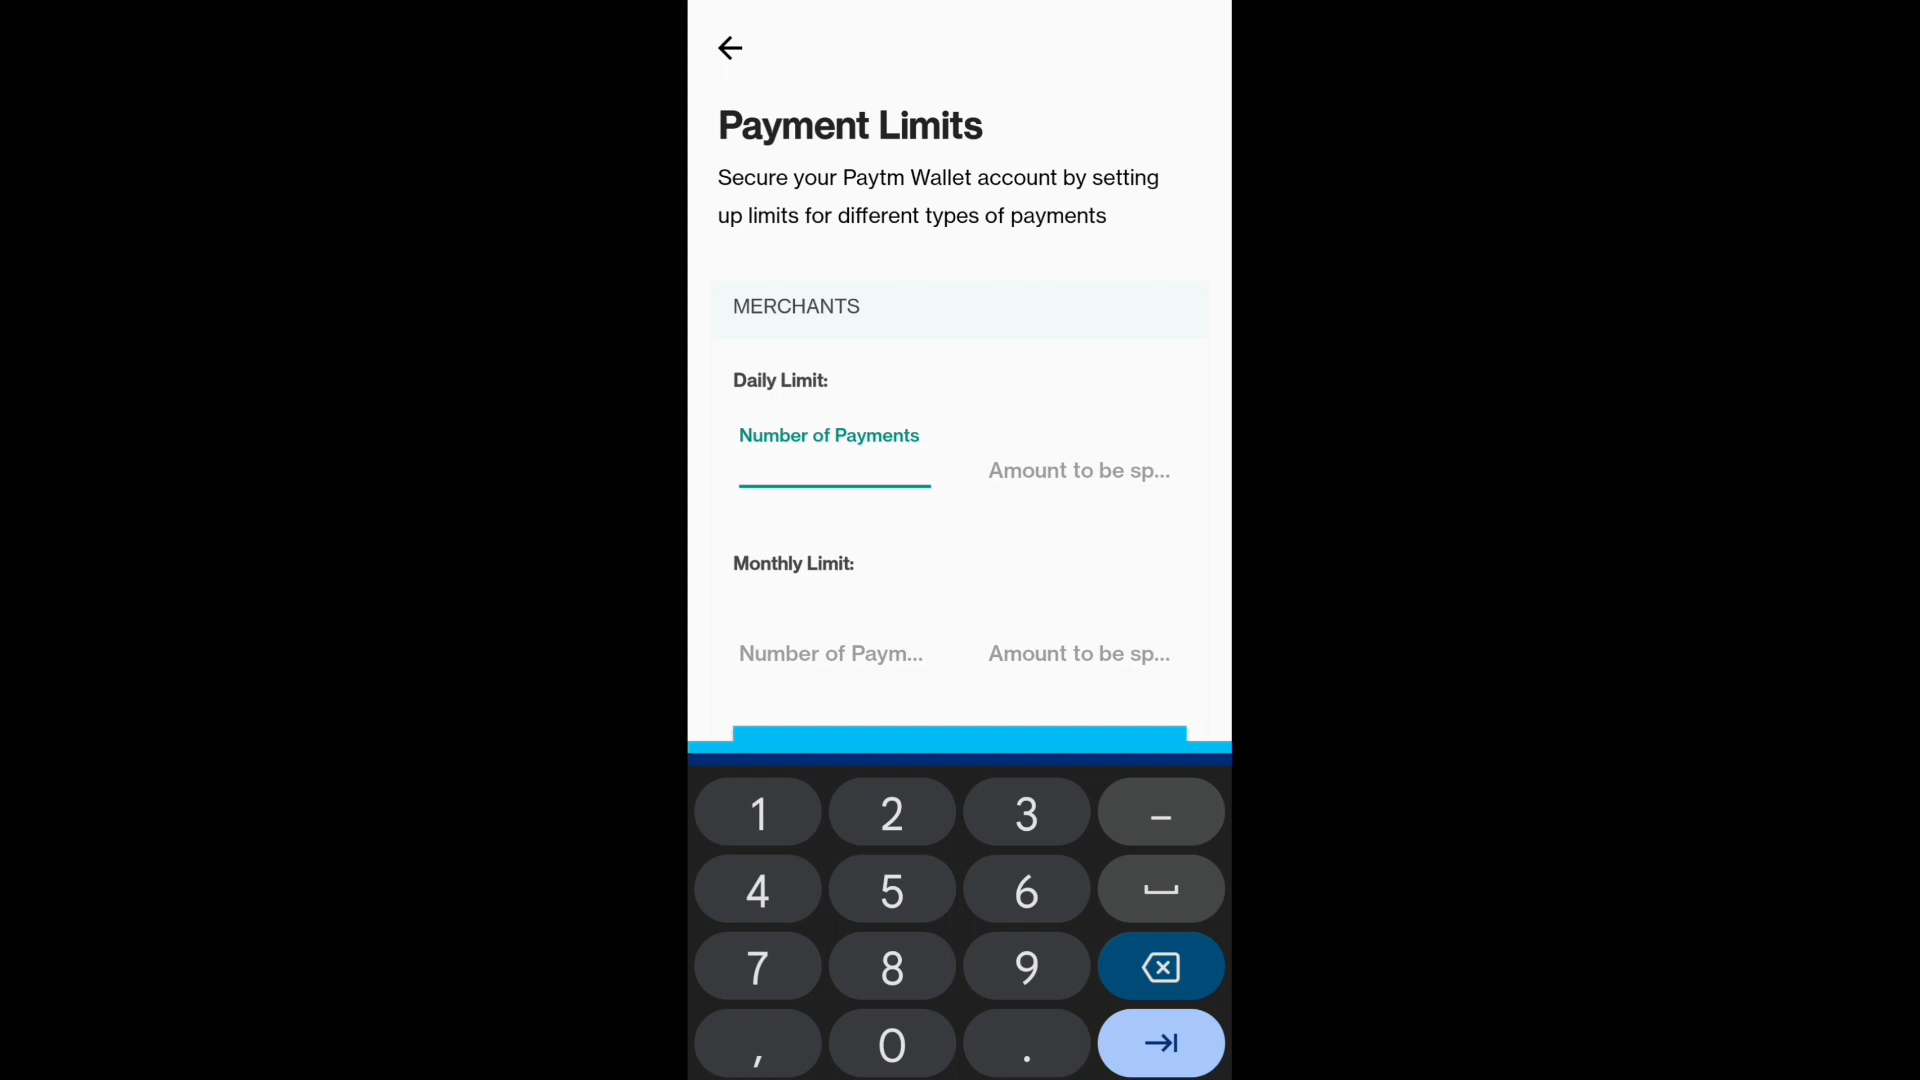 Payment Limits
Secure your Paytm Wallet account by setting
up limits for different types of payments
MERCHANTS
Daily Limit:
Number of Payments
Amount to be sp...
Monthly Limit:
Number of Paym...
Amount to be sp...
1 2 3 –
4 5 6
7 8 9
, 0 .